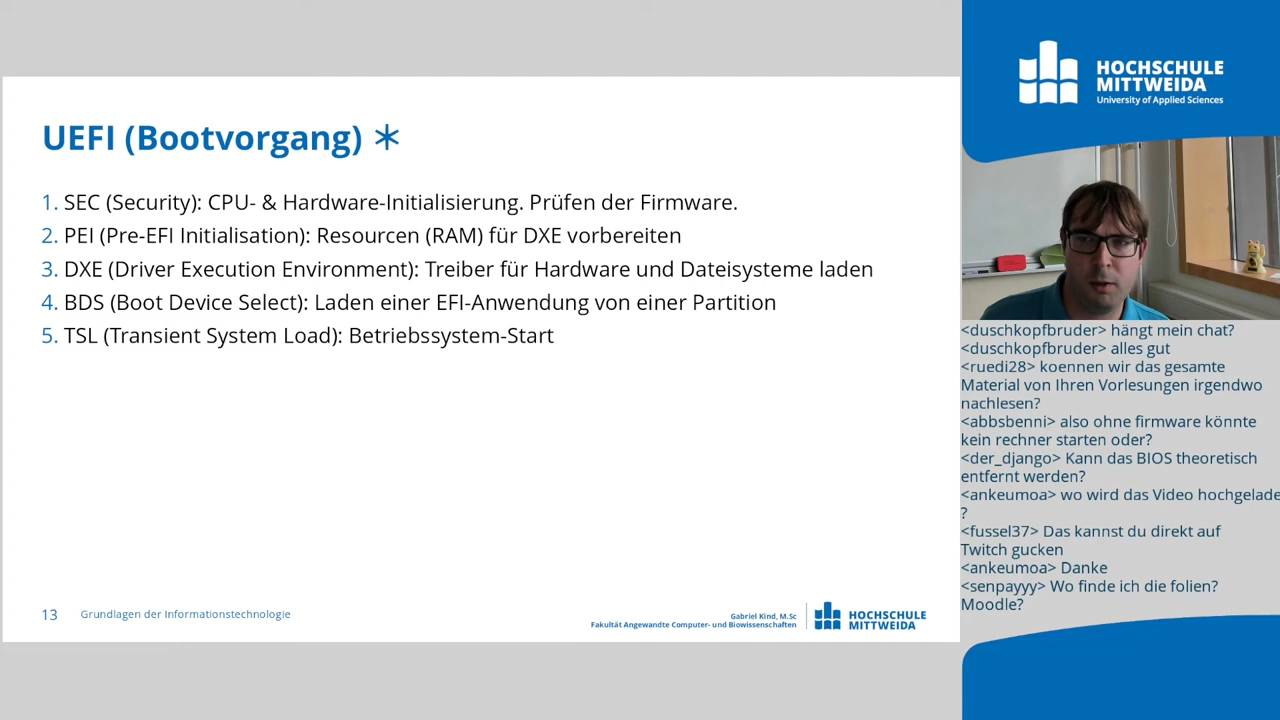 UEFI (Bootvorgang) ＊
1. SEC (Security): CPU- & Hardware-Initialisierung. Prüfen der Firmware.
2. PEI (Pre-EFI Initialisation): Resourcen (RAM) für DXE vorbereiten
3. DXE (Driver Execution Environment): Treiber für Hardware und Dateisysteme laden
4. BDS (Boot Device Select): Laden einer EFI-Anwendung von einer Partition
5. TSL (Transient System Load): Betriebssystem-Start
13 Grundlagen der Informationstechnologie
Gabriel Kind, M.Sc
Fakultät Angewandte Computer- und Biowissenschaften
HOCHSCHULE
MITTWEIDA
HOCHSCHULE
MITTWEIDA
University of Applied Sciences
<duschkopfbruder> hängt mein chat?
<duschkopfbruder> alles gut
<ruedi28> koennen wir das gesamte
Material von Ihren Vorlesungen irgendwo
nachlesen?
<abbsbenni> also ohne firmware könnte
kein rechner starten oder?
<der_django> Kann das BIOS theoretisch
entfernt werden?
<ankeumoa> wo wird das Video hochgelade
?
<fussel37> Das kannst du direkt auf
Twitch gucken
<ankeumoa> Danke
<senpayyy> Wo finde ich die folien?
Moodle?